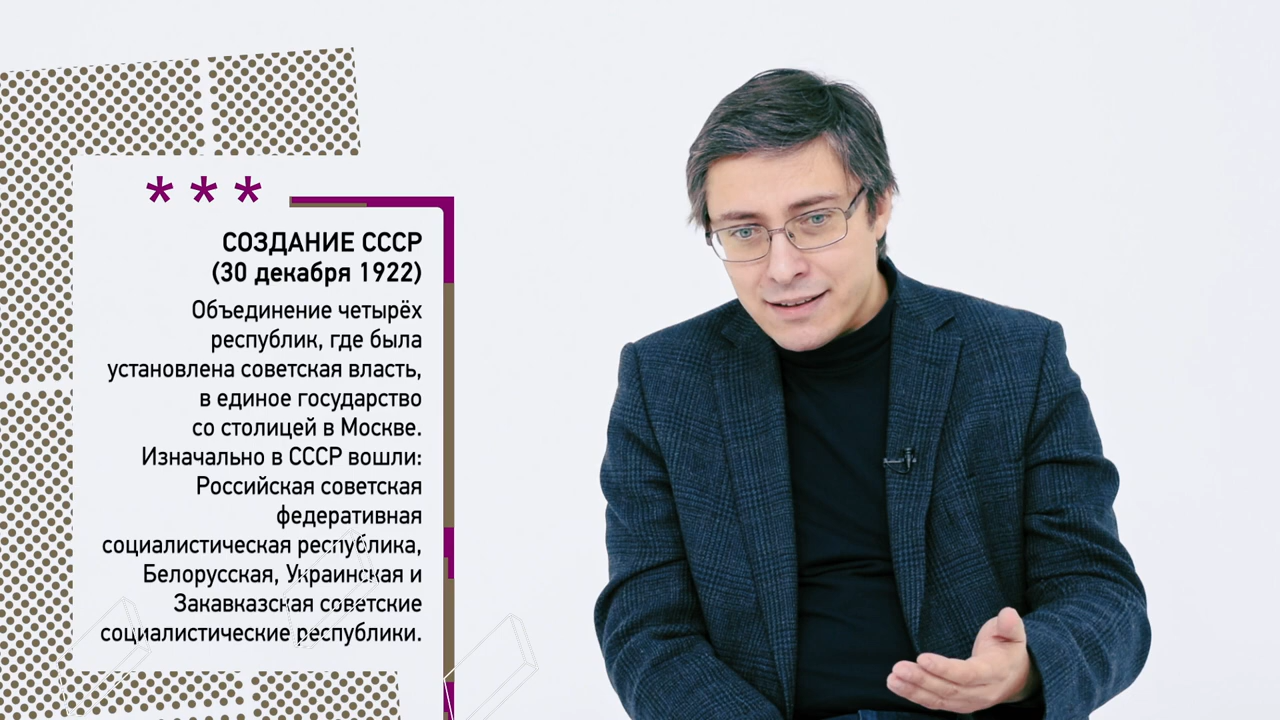 * * *
СОЗДАНИЕ СССР
(30 декабря 1922)
Объединение четырёх
республик, где была
установлена советская власть,
в единое государство
со столицей в Москве.
Изначально в СССР вошли:
Российская советская
федеративная
социалистическая республика,
Белорусская, Украинская и
Закавказская советские
социалистические республики.